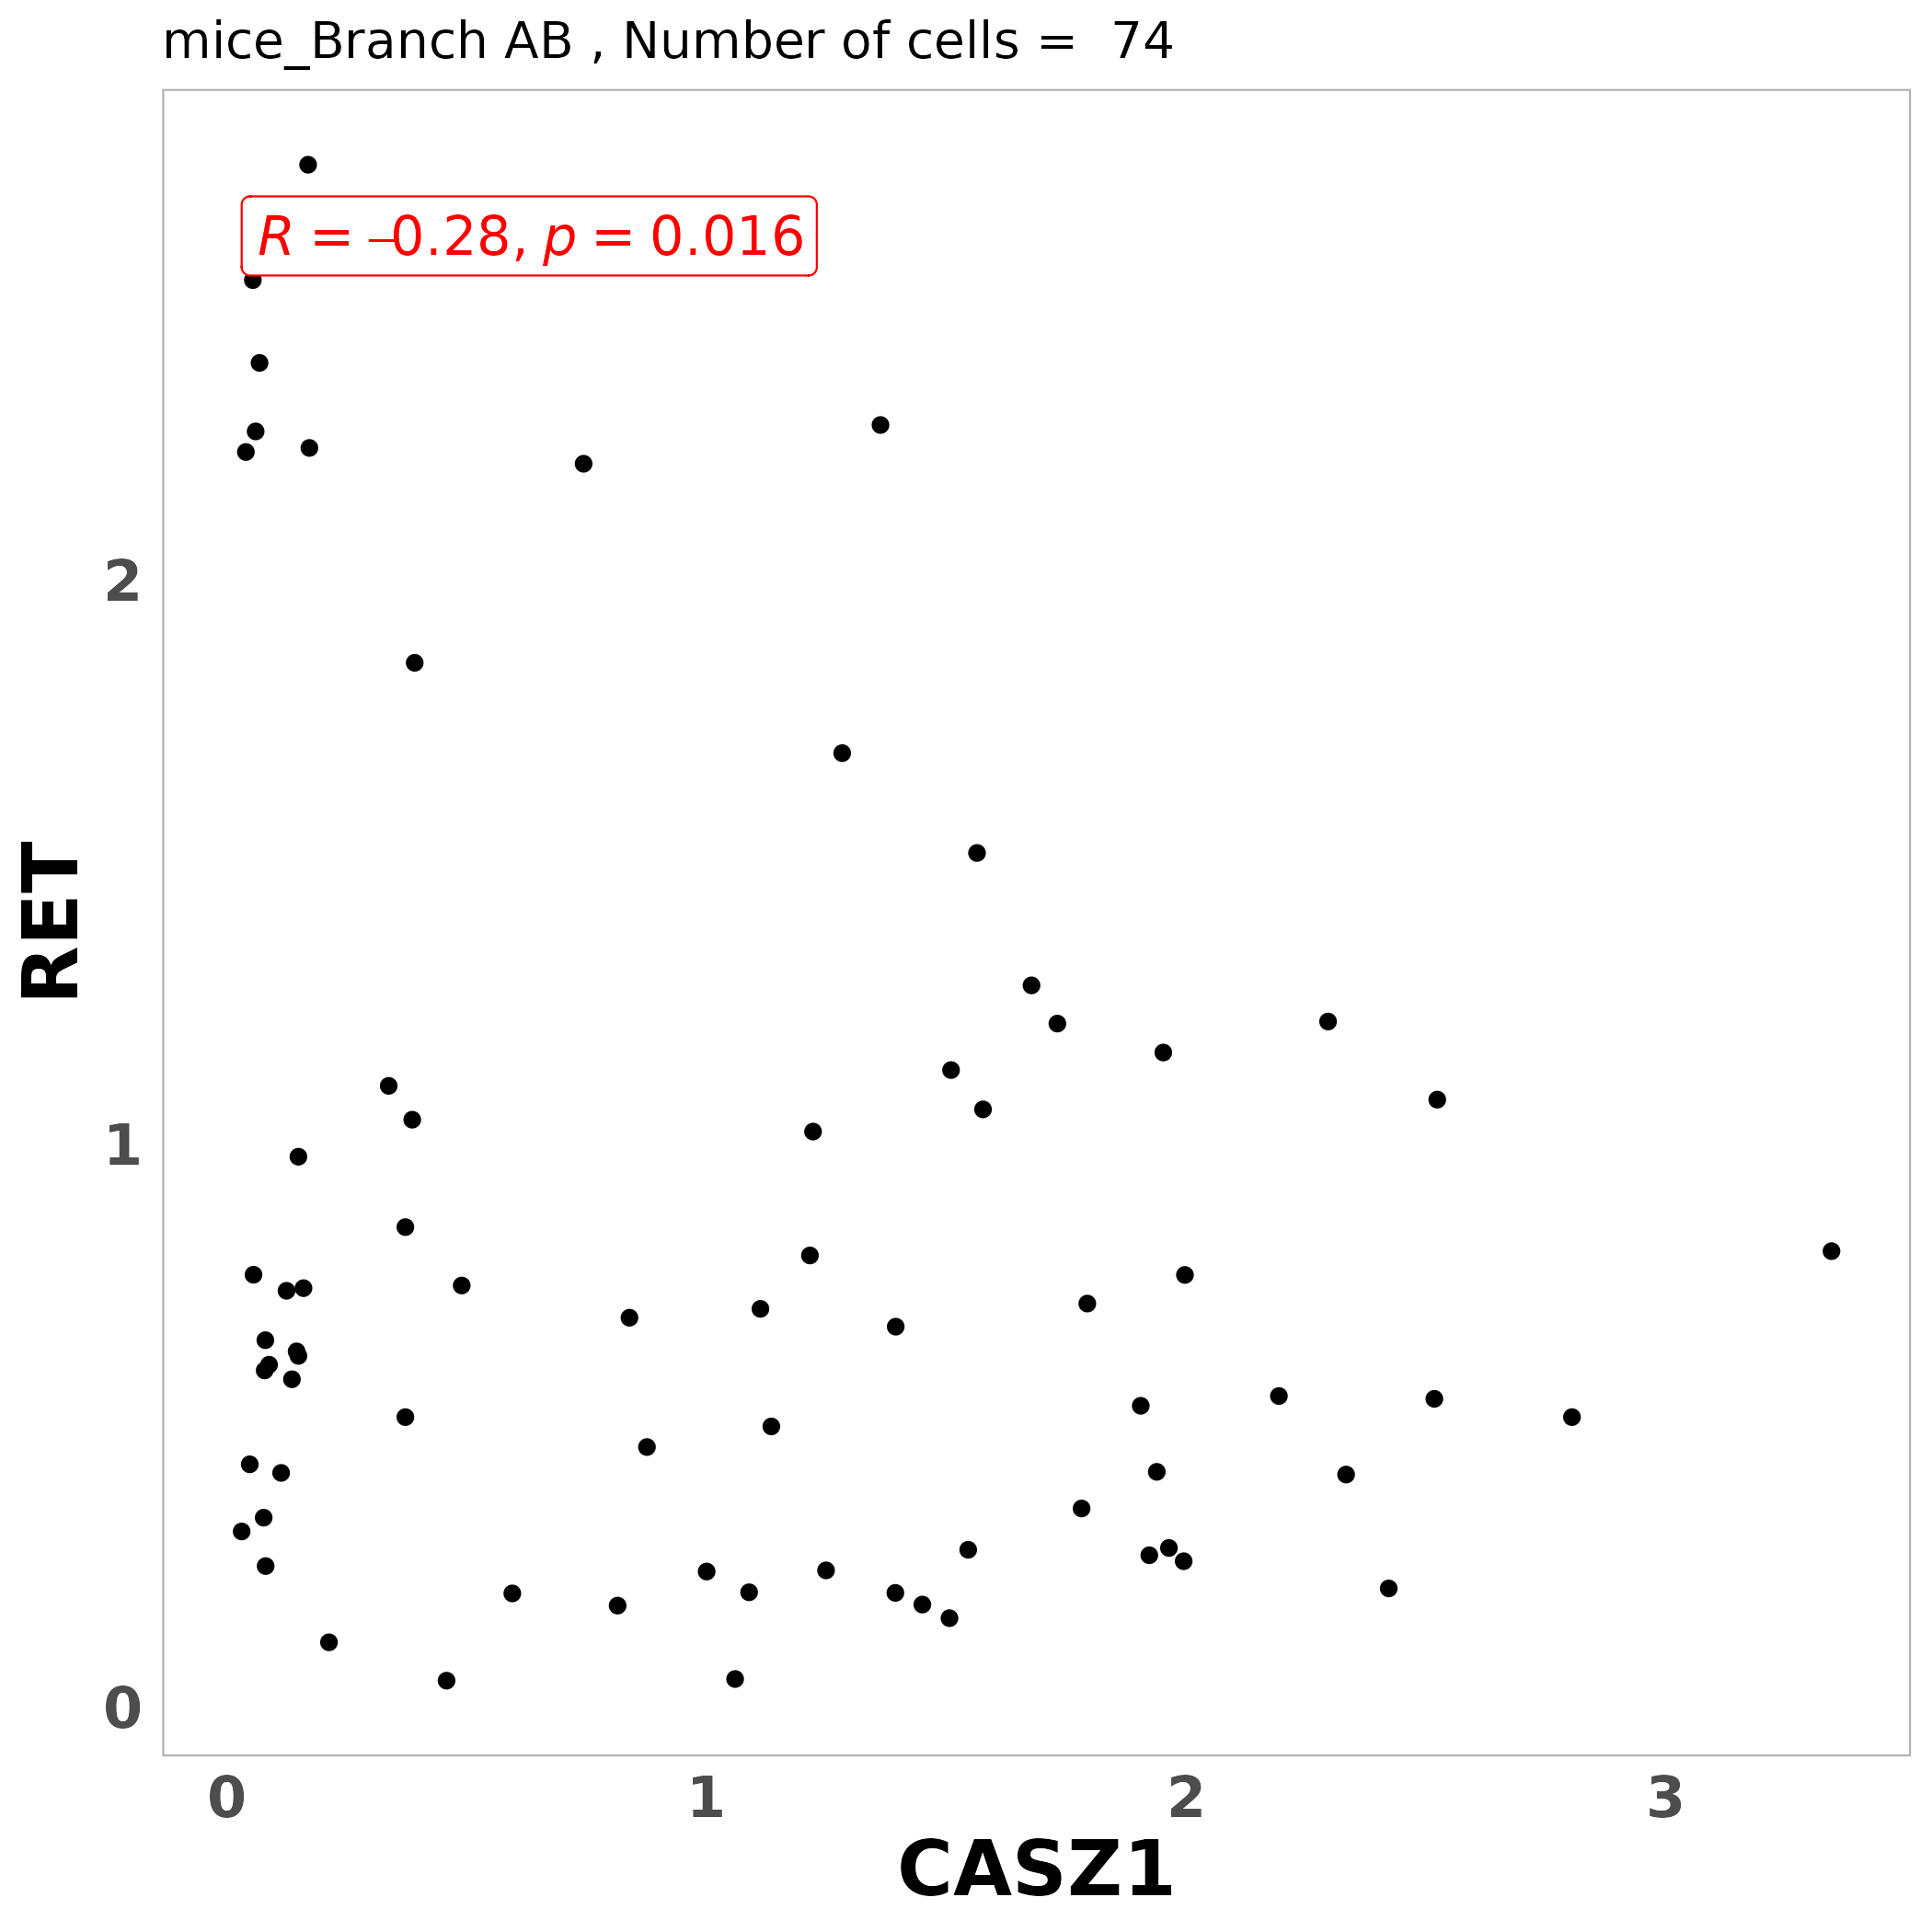 mice_Branch AB , Number of cells =  74
R = –0.28, p = 0.016
2
1
0
RET
0 1 2 3
CASZ1